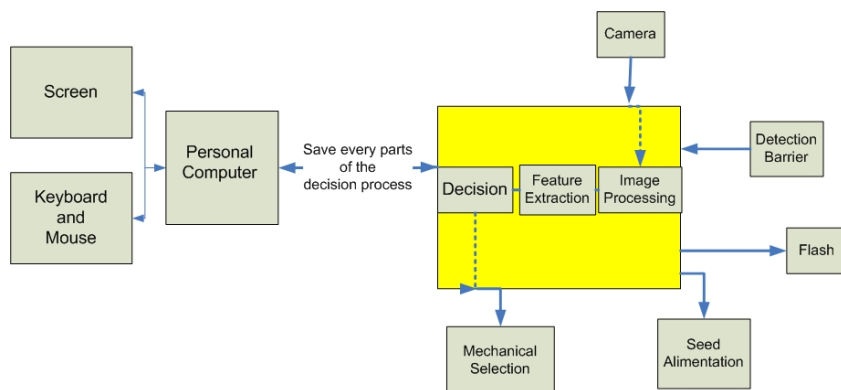 Camera
Screen
Personal
Computer
Keyboard
and
Mouse
Save every parts
of the
decision process
Decision
Feature
Extraction
Image
Processing
Detection
Barrier
Flash
Mechanical
Selection
Seed
Alimentation